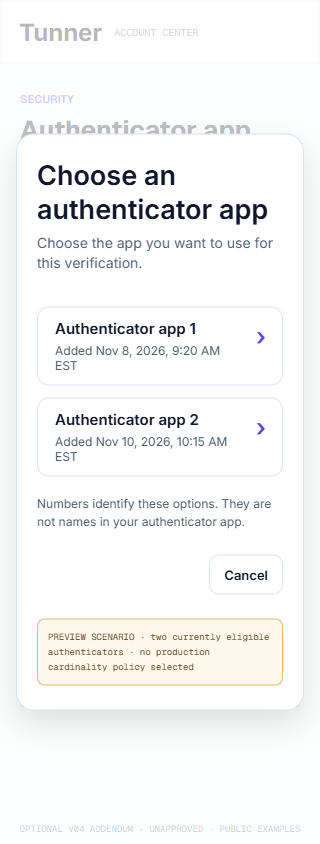 Tunner ACCOUNT CENTER
SECURITY
Authenticator app
Choose an
authenticator app
Choose the app you want to use for
this verification.
Authenticator app 1
Added Nov 8, 2026, 9:20 AM
EST
›
Authenticator app 2
Added Nov 10, 2026, 10:15 AM
EST
›
Numbers identify these options. They are
not names in your authenticator app.
Cancel
PREVIEW SCENARIO · two currently eligible
authenticators · no production
cardinality policy selected
OPTIONAL V04 ADDENDUM · UNAPPROVED · PUBLIC EXAMPLES